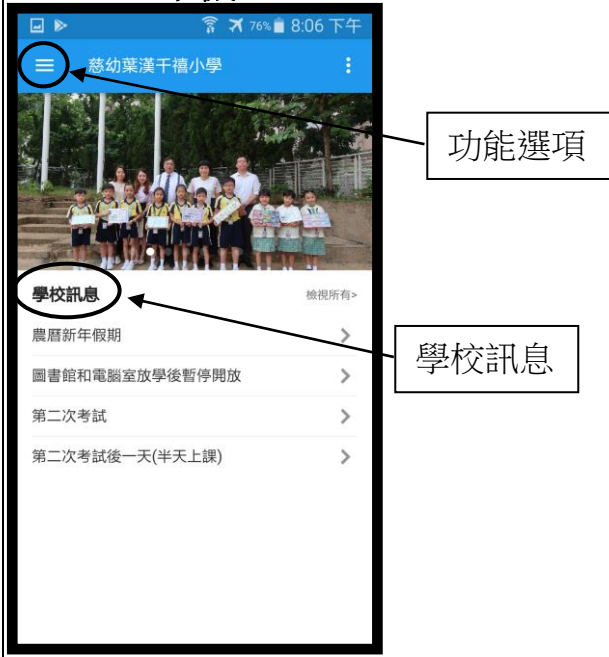 76% 8:06 下午
慈幼葉漢千禧小學
功能選項
學校訊息
檢視所有>
農曆新年假期
學校訊息
圖書館和電腦室放學後暫停開放
第二次考試
第二次考試後一天(半天上課)